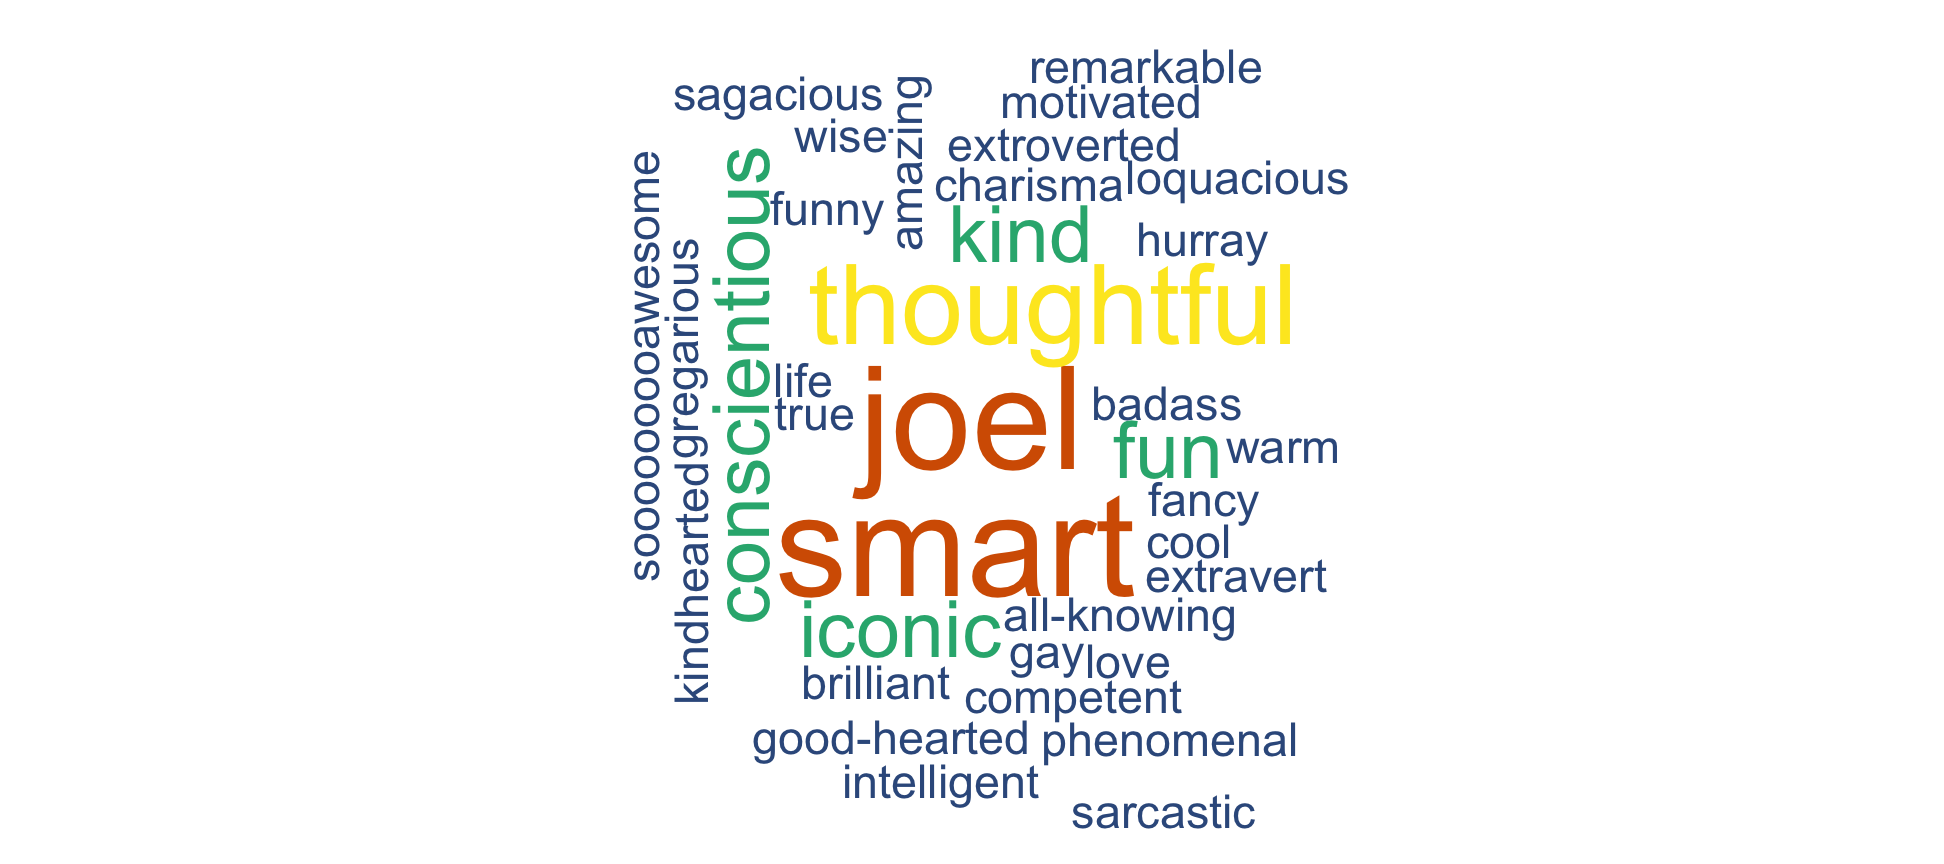 remarkable
sagacious
motivated
wise
amazing
extroverted
charisma
loquacious
funny
kind
hurray
sooooooooawesome
gregarious
conscientious
thoughtful
life
true
joel
badass
fun
warm
kindhearted
smart
fancy
cool
extravert
iconic
all-knowing
gay
love
brilliant
competent
good-hearted
phenomenal
intelligent
sarcastic